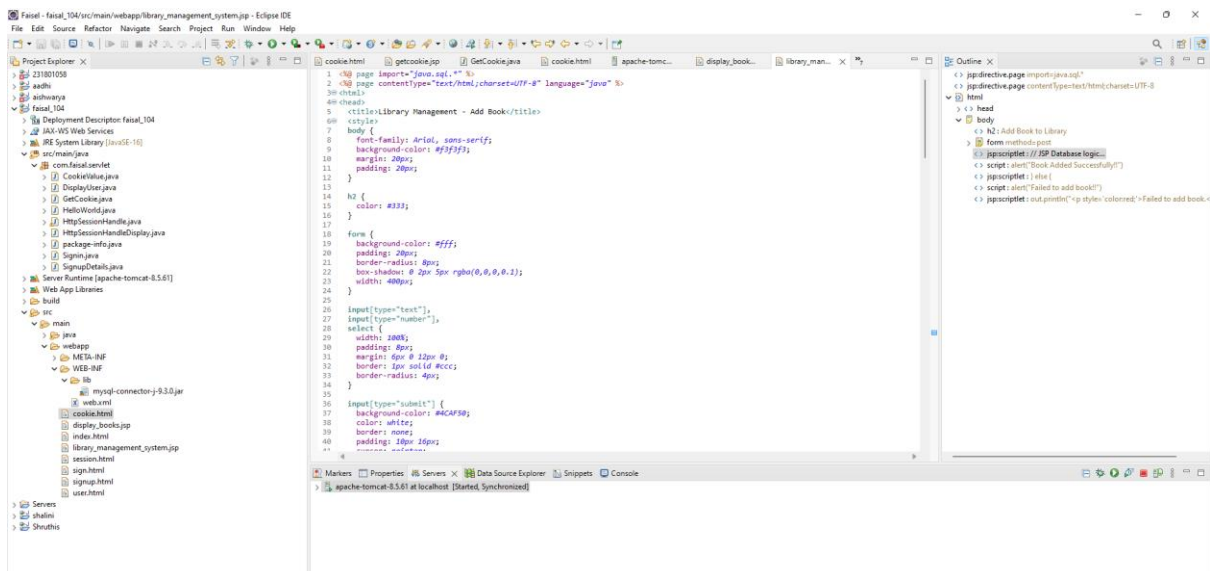 Faisel - faisal_104/src/main/webapp/library_management_system.jsp - Eclipse IDE
File Edit Source Refactor Navigate Search Project Run Window Help
Project Explorer
231801058
aadhi
aishwarya
faisal_104
Deployment Descriptor: faisal_104
JAX-WS Web Services
JRE System Library [JavaSE-16]
src/main/java
com.faisal.servlet
CookieValue.java
DisplayUser.java
GetCookie.java
HelloWorld.java
HttpSessionHandle.java
HttpSessionHandleDisplay.java
package-info.java
Signin.java
SignupDetails.java
Server Runtime [apache-tomcat-8.5.61]
Web App Libraries
build
src
main
java
webapp
META-INF
WEB-INF
lib
mysql-connector-j-9.3.0.jar
web.xml
cookie.html
display_books.jsp
index.html
library_management_system.jsp
session.html
sign.html
signup.html
user.html
Servers
shalini
Shruthis
cookie.html getcookie.jsp GetCookie.java cookie.html apache-tomc... display_book... library_man...
1 <%@ page import="java.sql.*" %>
2 <%@ page contentType="text/html;charset=UTF-8" language="java" %>
3 <html>
4 <head>
5 <title>Library Management - Add Book</title>
6 <style>
7 body {
8 font-family: Arial, sans-serif;
9 background-color: #f3f3f3;
10 margin: 20px;
11 padding: 20px;
12 }
13
14 h2 {
15 color: #333;
16 }
17
18 form {
19 background-color: #fff;
20 padding: 20px;
21 border-radius: 8px;
22 box-shadow: 0 2px 5px rgba(0,0,0,0.1);
23 width: 400px;
24 }
25
26 input[type="text"],
27 input[type="number"],
28 select {
29 width: 100%;
30 padding: 8px;
31 margin: 6px 0 12px 0;
32 border: 1px solid #ccc;
33 border-radius: 4px;
34 }
35
36 input[type="submit"] {
37 background-color: #4CAF50;
38 color: white;
39 border: none;
40 padding: 10px 16px;
Outline
jsp:directive.page import=java.sql.*
jsp:directive.page contentType=text/html;charset=UTF-8
html
head
body
h2 : Add Book to Library
form method=post
jsp:scriptlet : // JSP Database logic...
script : alert("Book Added Successfully!!")
jsp:scriptlet : } else {
script : alert("Failed to add book!!")
jsp:scriptlet : out.println("<p style='color:red;'>Failed to add book.<
Markers Properties Servers Data Source Explorer Snippets Console
apache-tomcat-8.5.61 at localhost [Started, Synchronized]